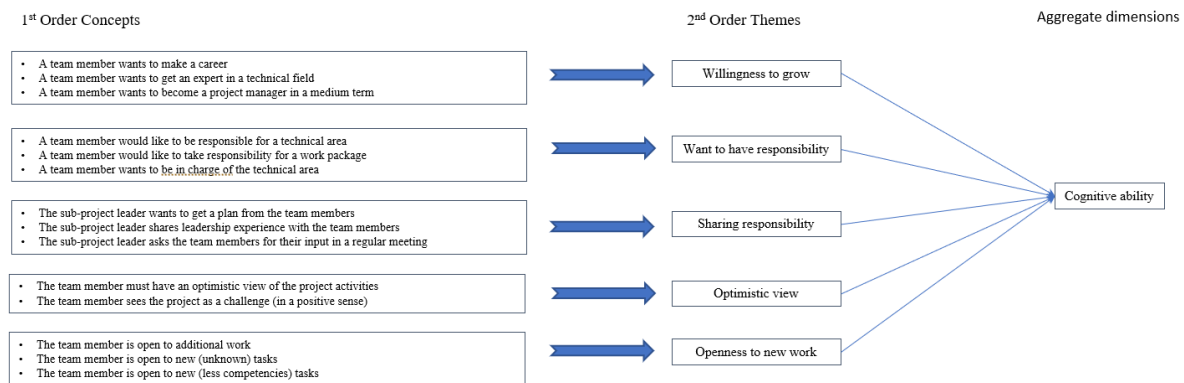 1st Order Concepts
2nd Order Themes
Aggregate dimensions
• A team member wants to make a career
• A team member wants to get an expert in a technical field
• A team member wants to become a project manager in a medium term
Willingness to grow
• A team member would like to be responsible for a technical area
• A team member would like to take responsibility for a work package
• A team member wants to be in charge of the technical area
Want to have responsibility
Cognitive ability
• The sub-project leader wants to get a plan from the team members
• The sub-project leader shares leadership experience with the team members
• The sub-project leader asks the team members for their input in a regular meeting
Sharing responsibility
• The team member must have an optimistic view of the project activities
• The team member sees the project as a challenge (in a positive sense)
Optimistic view
• The team member is open to additional work
• The team member is open to new (unknown) tasks
• The team member is open to new (less competencies) tasks
Openness to new work